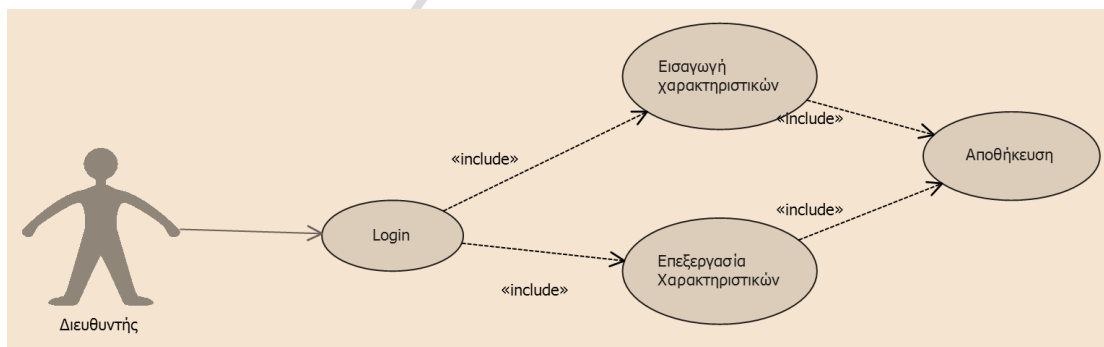 Εισαγωγή
χαρακτηριστικών
«include»
«include»
Αποθήκευση
Login
«include»
Επεξεργασία
Χαρακτηριστικών
«include»
Διευθυντής